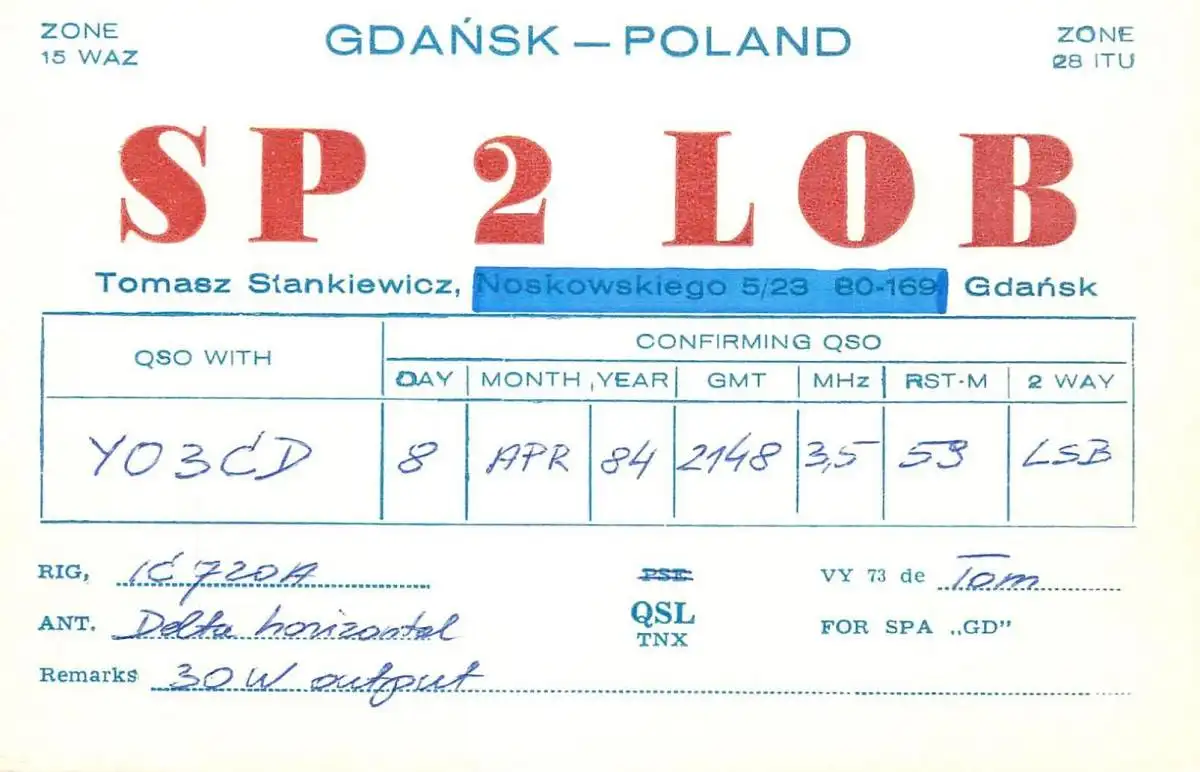 ZONE
15 WAZ
GDAŃSK — POLAND
ZONE
28 ITU
SP 2 LOB
Tomasz Stankiewicz, Noskowskiego 5/23 80-169 Gdańsk
QSO WITH
CONFIRMING QSO
DAY MONTH YEAR GMT MHz RST-M 2 WAY
YO3CD 8 APR 84 2148 3,5 59 LSB
RIG, IC 720A
PSE
VY 73 de Tom
ANT. Delta horizontal
QSL
TNX
FOR SPA „GD”
Remarks 30W output